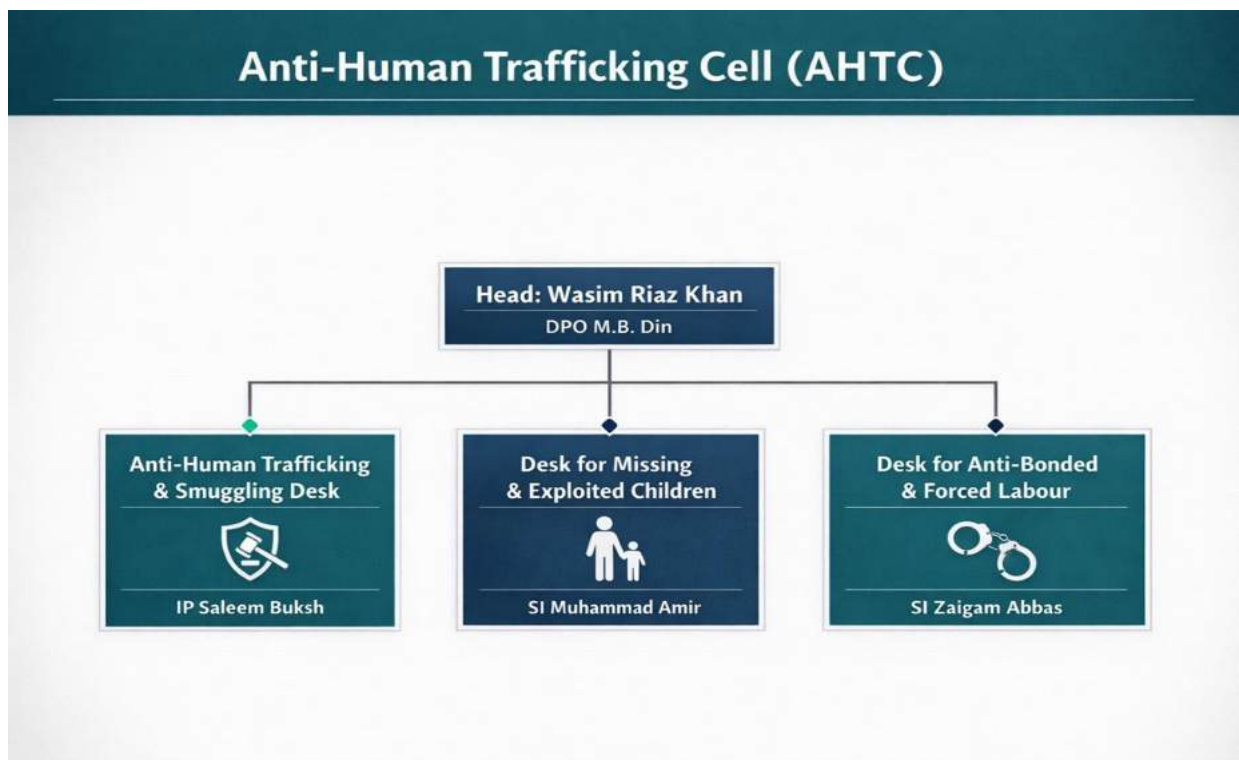 Anti-Human Trafficking Cell (AHTC)
Head: Wasim Riaz Khan
DPO M.B. Din
Anti-Human Trafficking
& Smuggling Desk
IP Saleem Buksh
Desk for Missing
& Exploited Children
SI Muhammad Amir
Desk for Anti-Bonded
& Forced Labour
SI Zaigam Abbas